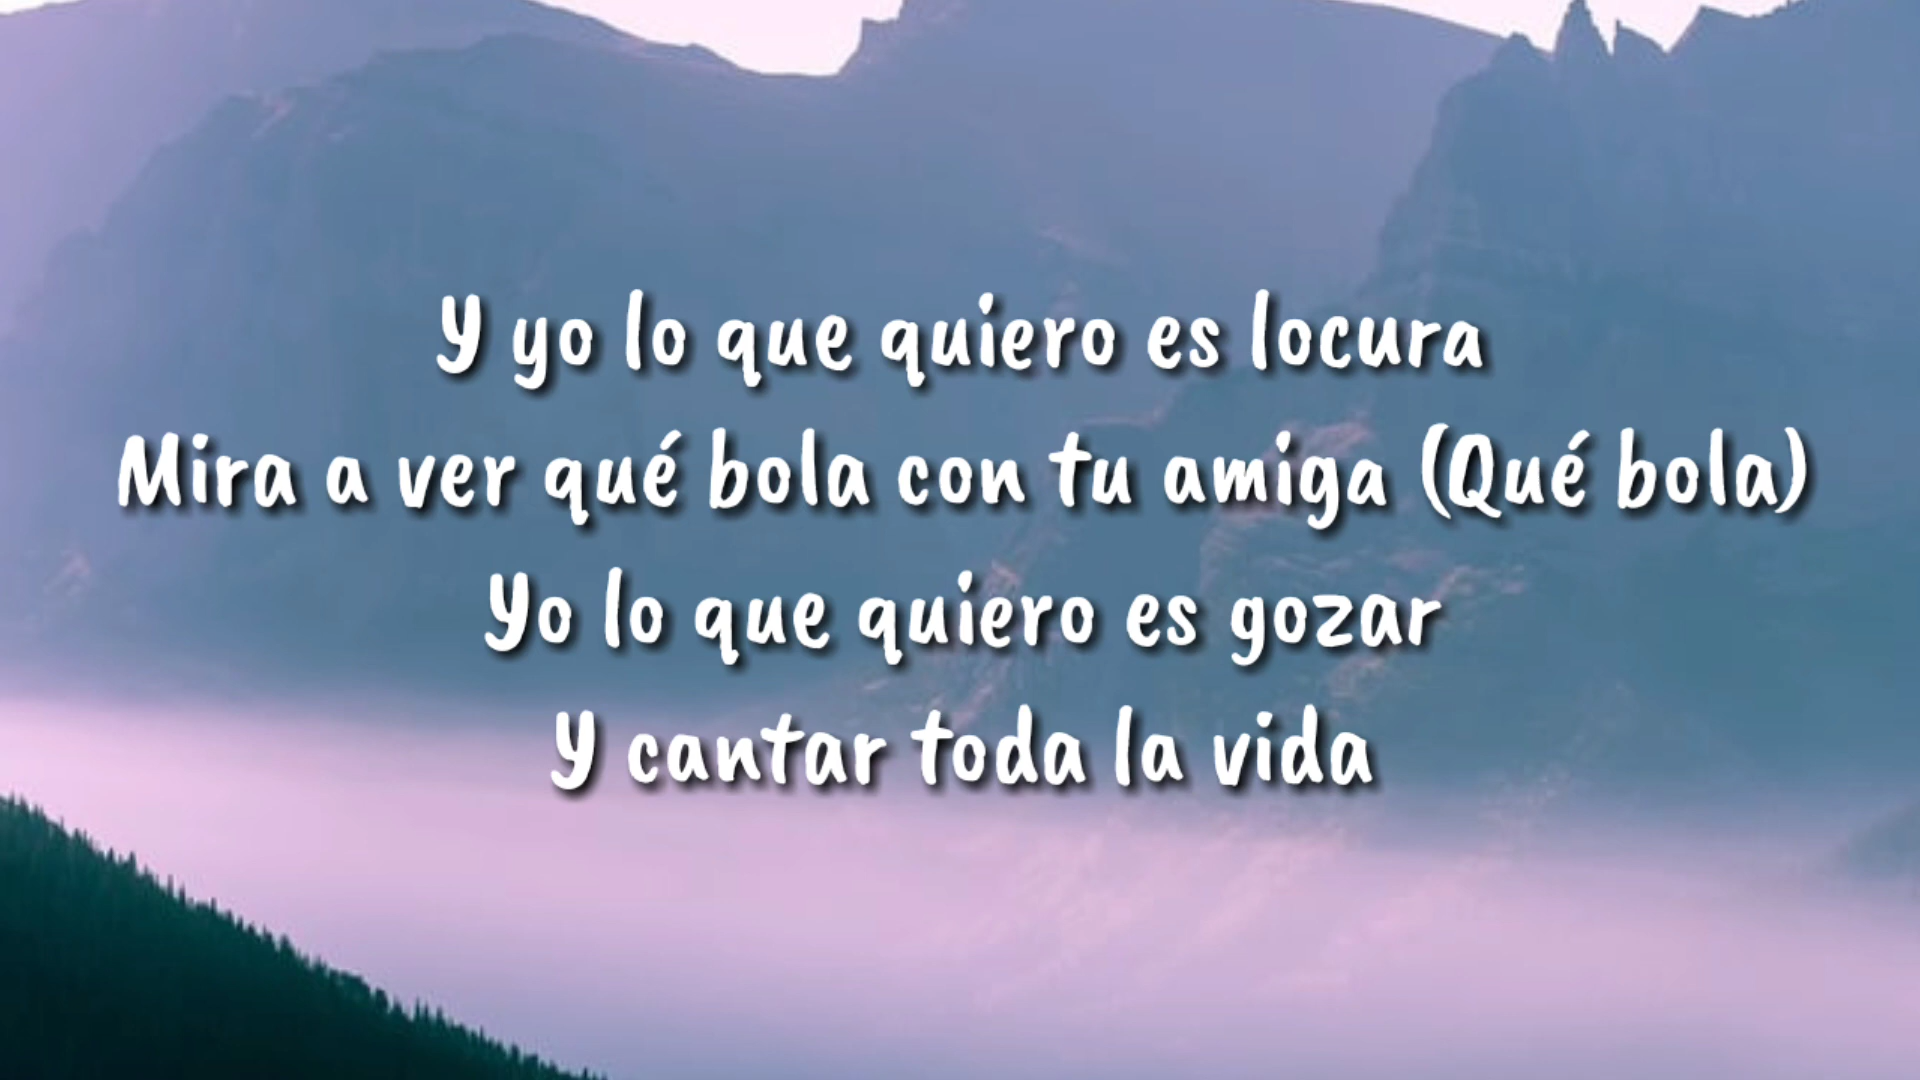 Y yo lo que quiero es locura
Mira a ver qué bola con tu amiga (Qué bola)
Yo lo que quiero es gozar
Y cantar toda la vida